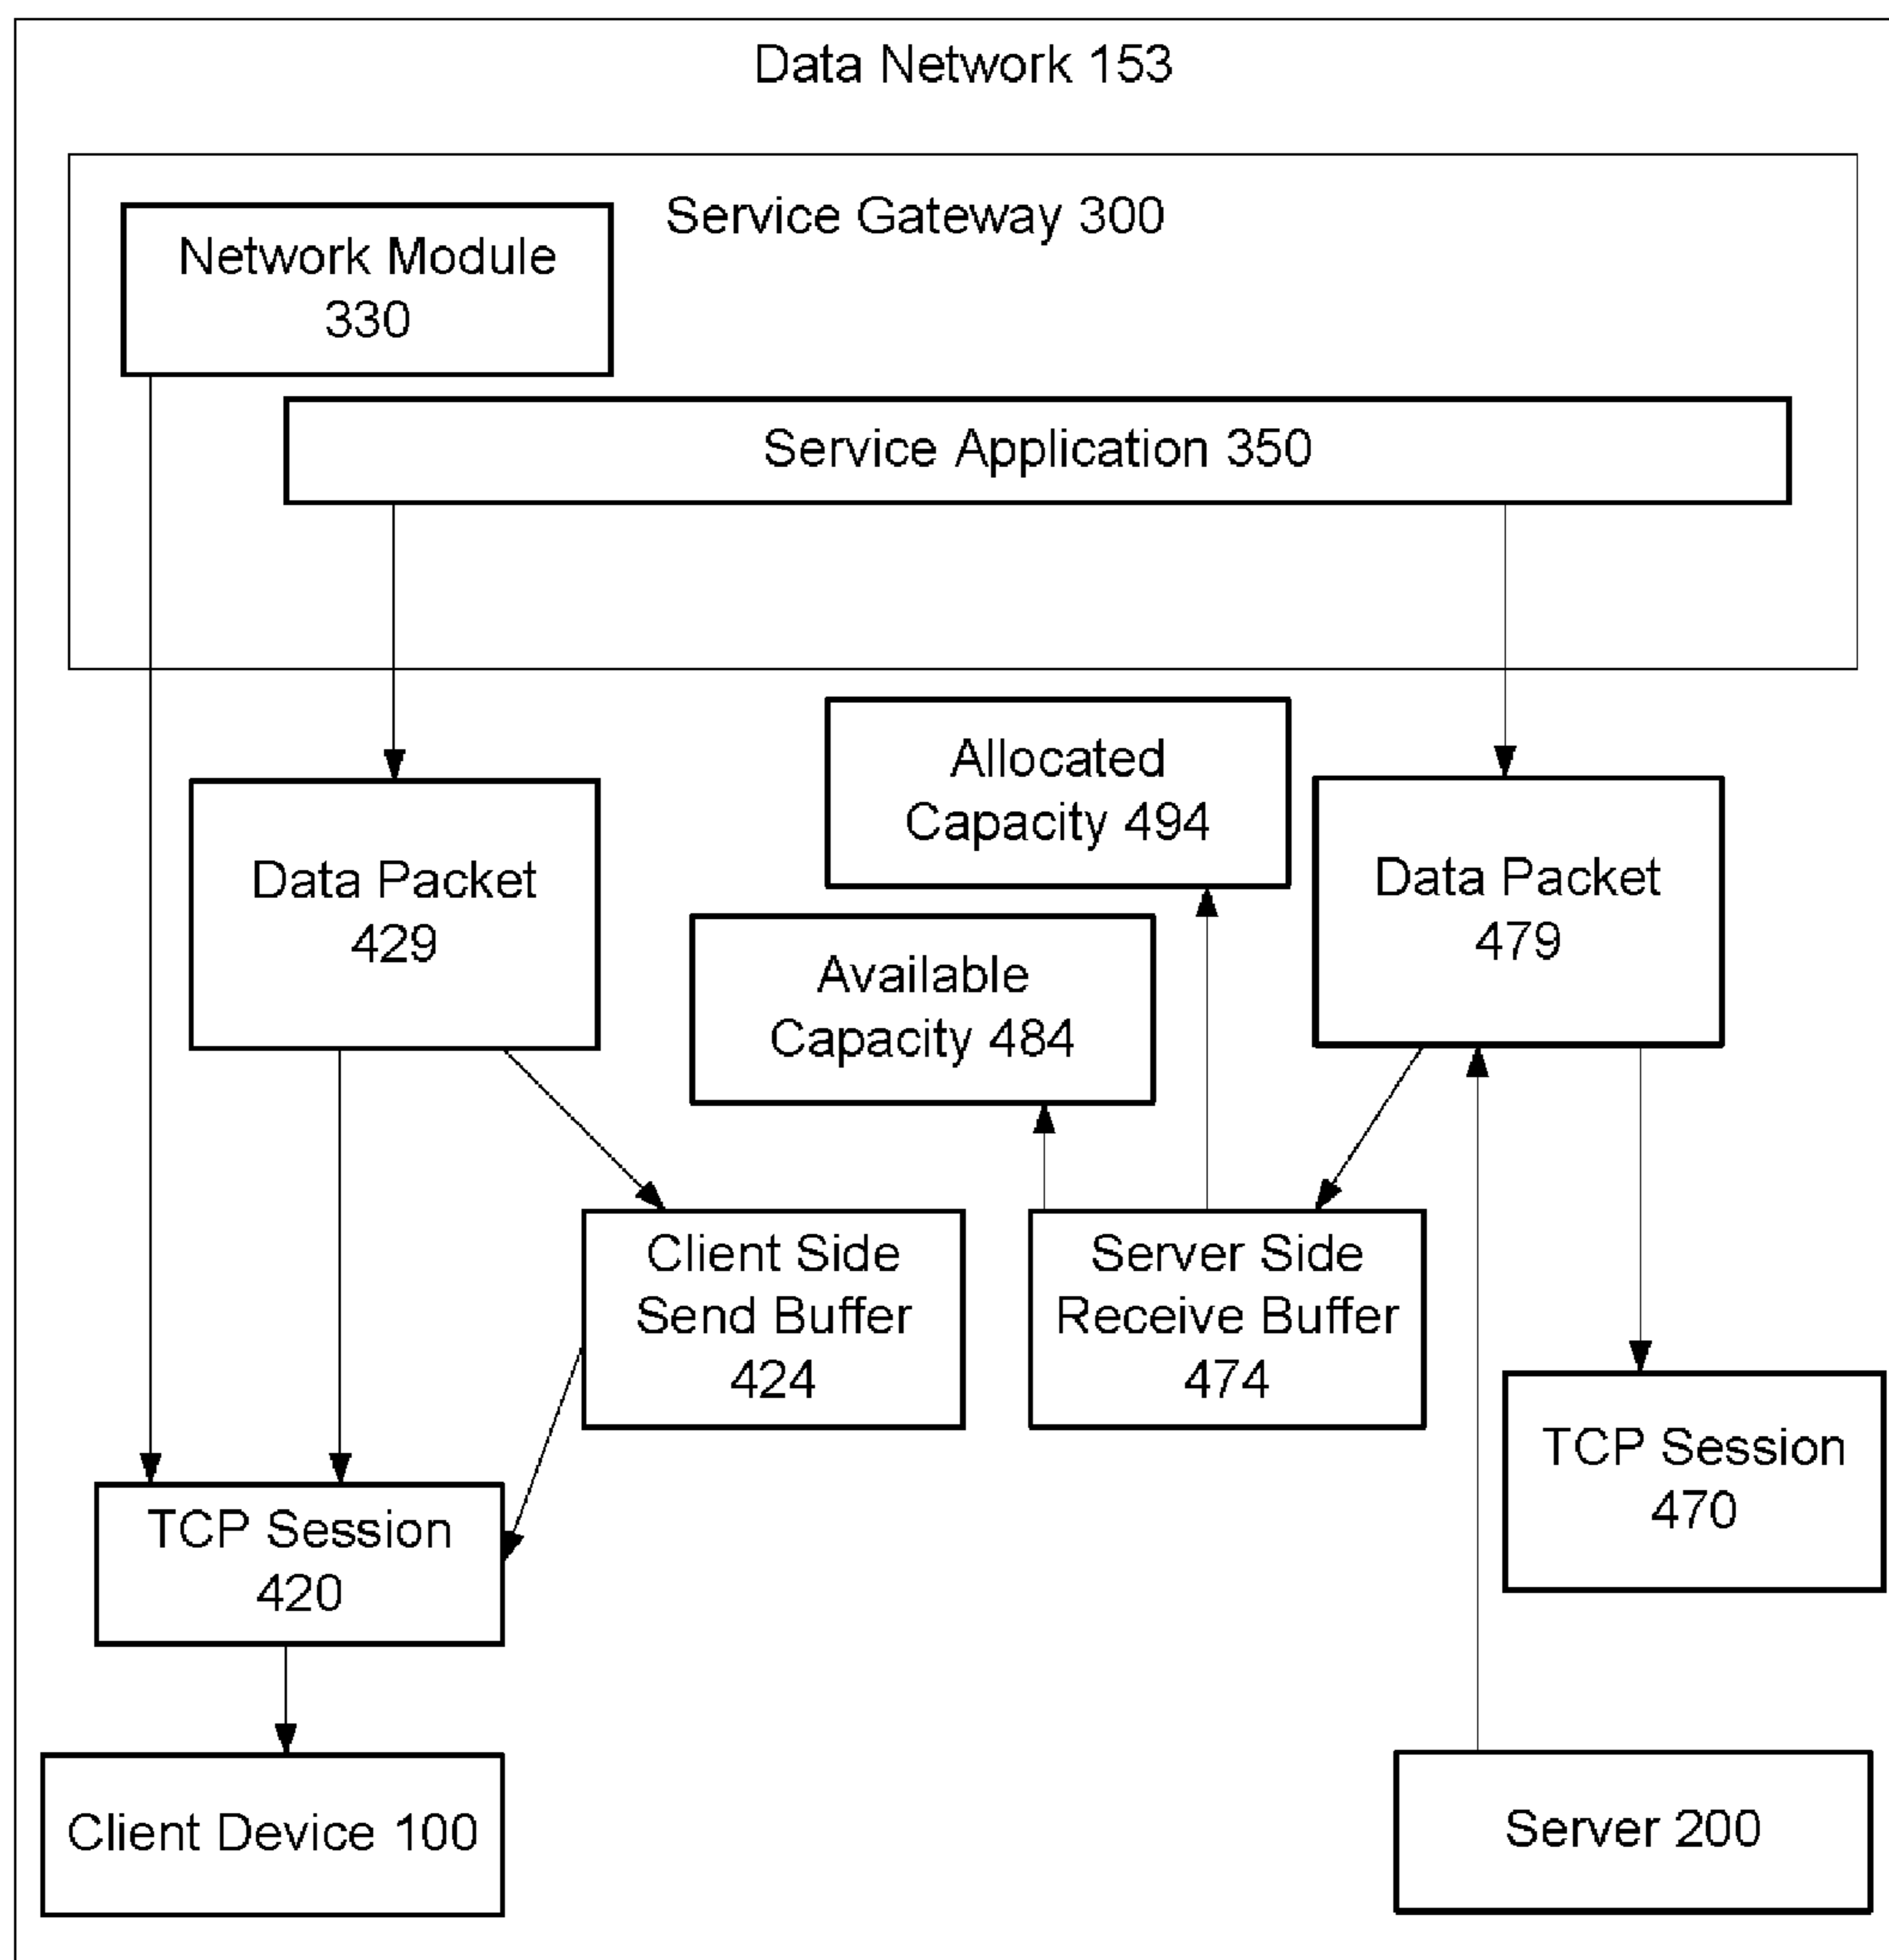 Data Network 153
Service Gateway 300
Network Module
330
Service Application 350
Allocated
Capacity 494
Data Packet
429
Data Packet
479
Available
Capacity 484
Client Side
Send Buffer
424
Server Side
Receive Buffer
474
TCP Session
470
TCP Session
420
Client Device 100
Server 200